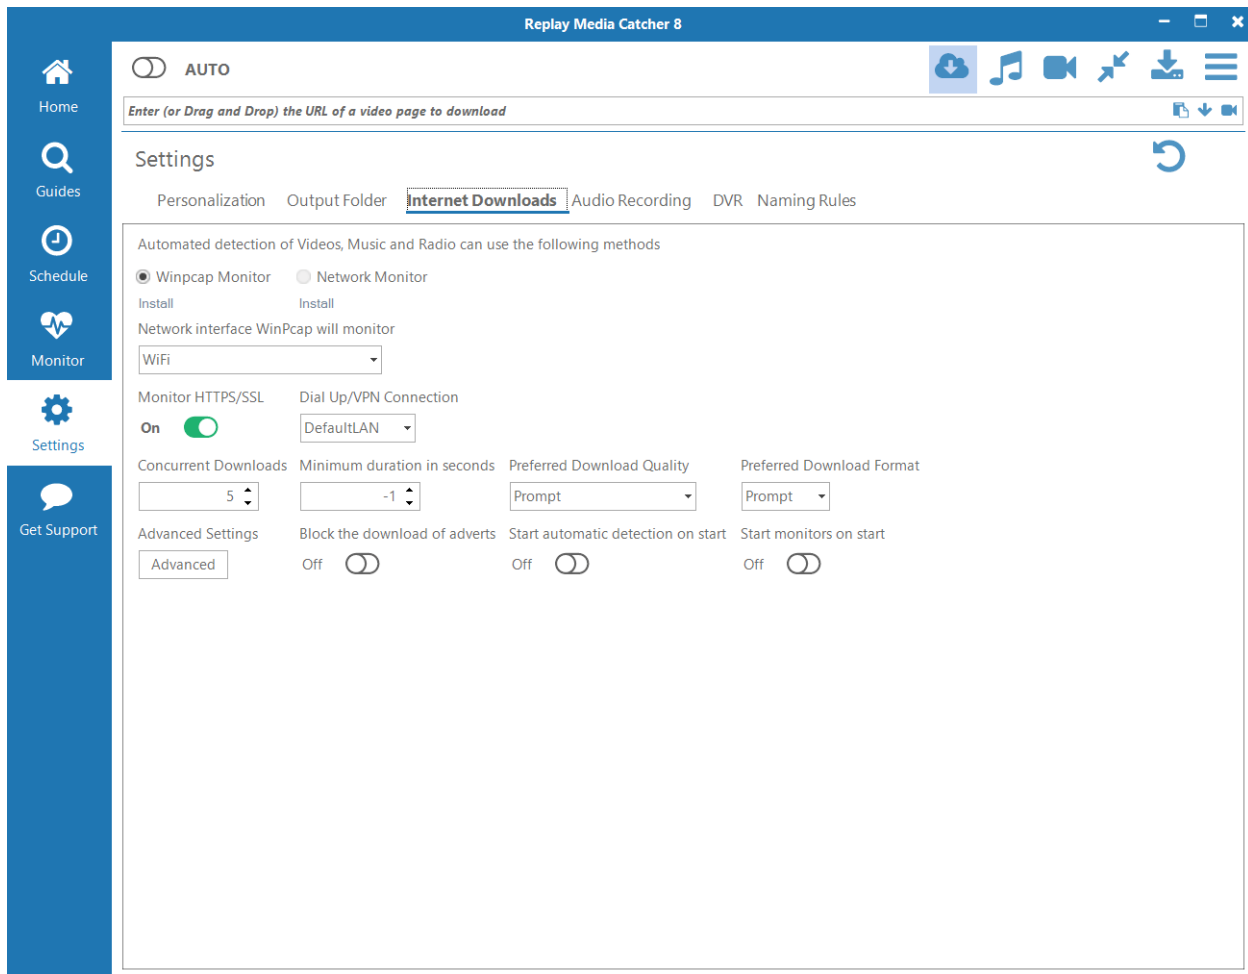 Replay Media Catcher 8
Home
Guides
Schedule
Monitor
Settings
Get Support
AUTO
Enter (or Drag and Drop) the URL of a video page to download
Settings
Personalization Output Folder Internet Downloads Audio Recording DVR Naming Rules
Automated detection of Videos, Music and Radio can use the following methods
Winpcap Monitor Network Monitor
Install Install
Network interface WinPcap will monitor
WiFi
Monitor HTTPS/SSL Dial Up/VPN Connection
On DefaultLAN
Concurrent Downloads Minimum duration in seconds Preferred Download Quality Preferred Download Format
5 -1 Prompt Prompt
Advanced Settings Block the download of adverts Start automatic detection on start Start monitors on start
Advanced Off Off Off